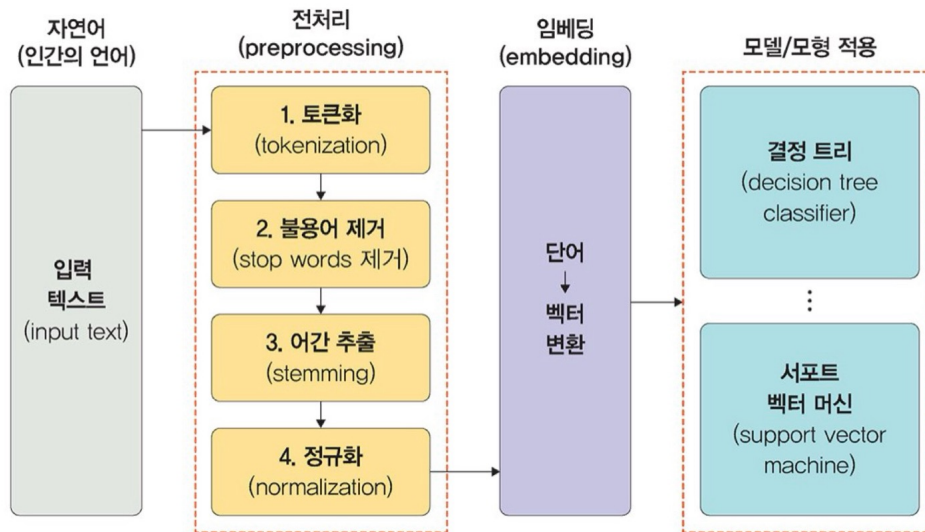 자연어
(인간의 언어)
입력
텍스트
(input text)
전처리
(preprocessing)
1. 토큰화
(tokenization)
2. 불용어 제거
(stop words 제거)
3. 어간 추출
(stemming)
4. 정규화
(normalization)
임베딩
(embedding)
단어
벡터
변환
모델/모형 적용
결정 트리
(decision tree
classifier)
서포트
벡터 머신
(support vector
machine)